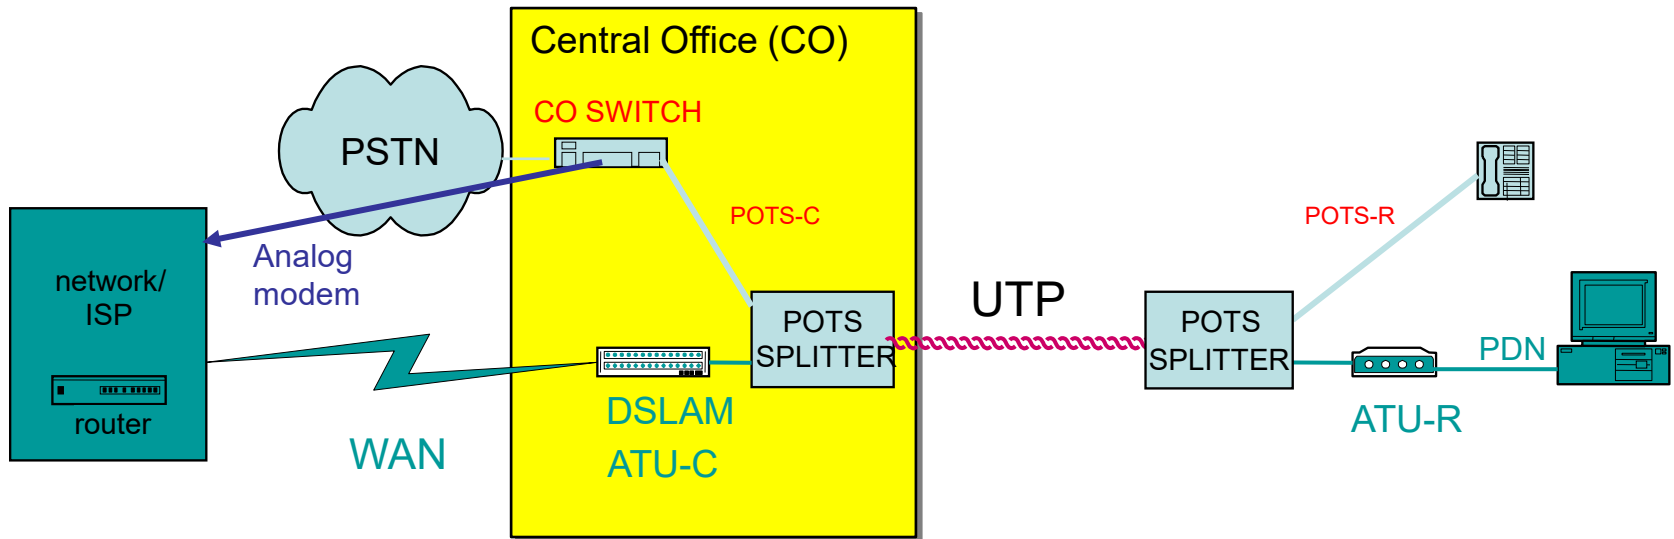 Central Office (CO)
CO SWITCH
PSTN
POTS-C
POTS-R
Analog
modem
network/
ISP
UTP
POTS
SPLITTER
POTS
SPLITTER
PDN
router
WAN
DSLAM
ATU-C
ATU-R